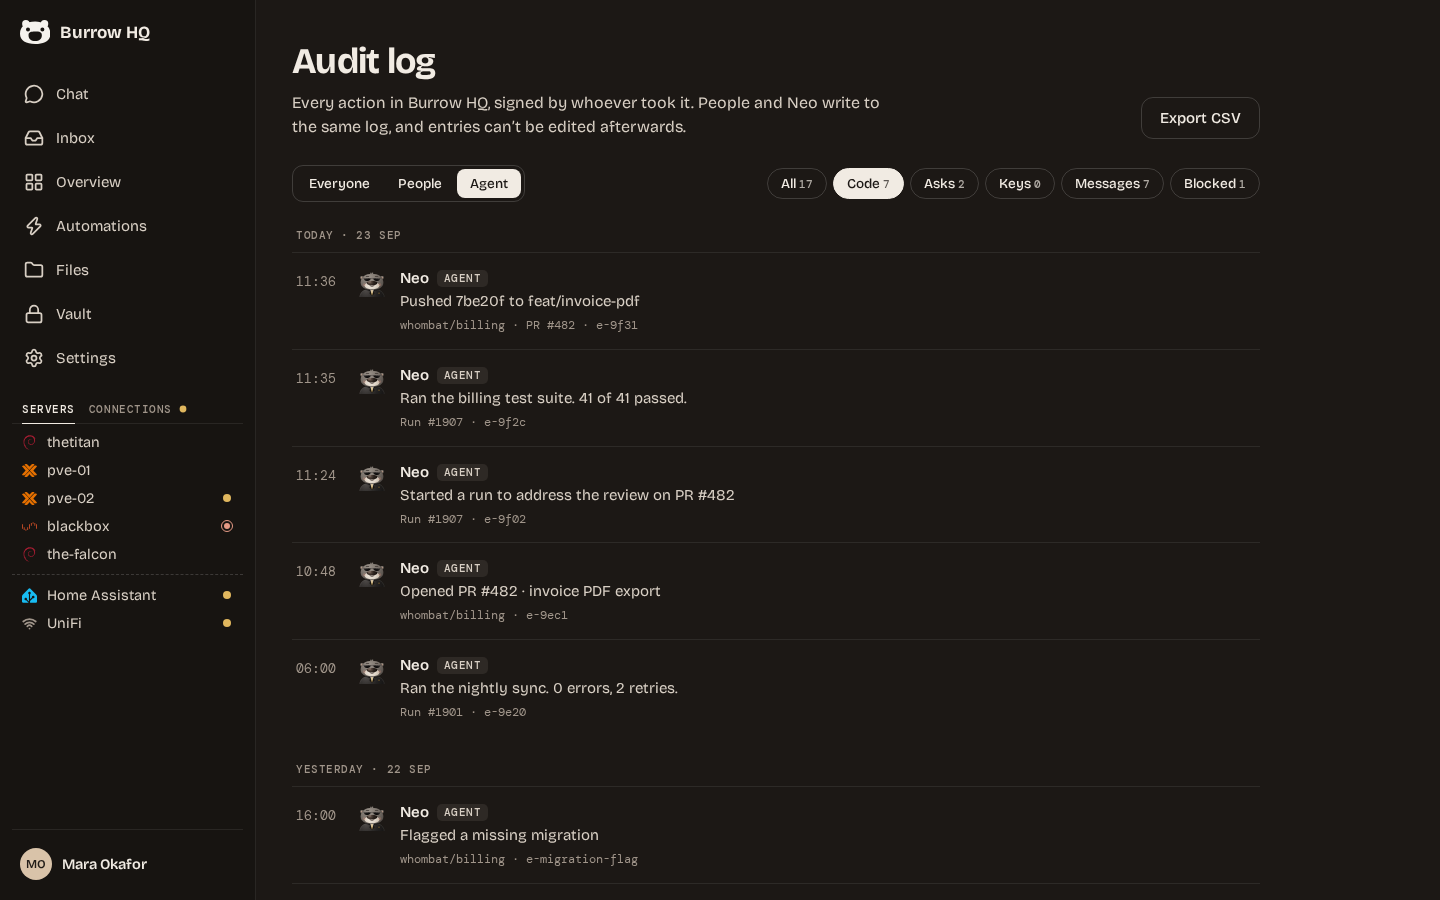 Burrow HQ
Chat
Inbox
Overview
Automations
Files
Vault
Settings
SERVERS CONNECTIONS
thetitan
pve-01
pve-02
blackbox
the-falcon
Home Assistant
UniFi
MO Mara Okafor
Audit log
Every action in Burrow HQ, signed by whoever took it. People and Neo write to
the same log, and entries can’t be edited afterwards.
Export CSV
Everyone People Agent
All 17 Code 7 Asks 2 Keys 0 Messages 7 Blocked 1
TODAY · 23 SEP
11:36 Neo AGENT
Pushed 7be20f to feat/invoice-pdf
whombat/billing · PR #482 · e-9f31
11:35 Neo AGENT
Ran the billing test suite. 41 of 41 passed.
Run #1907 · e-9f2c
11:24 Neo AGENT
Started a run to address the review on PR #482
Run #1907 · e-9f02
10:48 Neo AGENT
Opened PR #482 · invoice PDF export
whombat/billing · e-9ec1
06:00 Neo AGENT
Ran the nightly sync. 0 errors, 2 retries.
Run #1901 · e-9e20
YESTERDAY · 22 SEP
16:00 Neo AGENT
Flagged a missing migration
whombat/billing · e-migration-flag